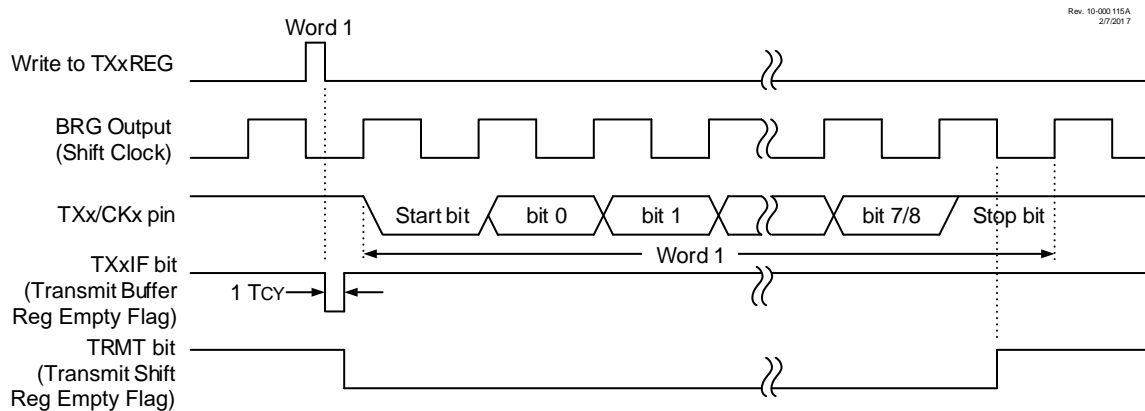 Rev. 10-000 115A
2/7/201 7
Word 1
Write to TXxREG
BRG Output
(Shift Clock)
TXx/CKx pin
Start bit
bit 0
bit 1
bit 7/8
Stop bit
Word 1
TXxIF bit
(Transmit Buffer
Reg Empty Flag)
1 TCY
TRMT bit
(Transmit Shift
Reg Empty Flag)